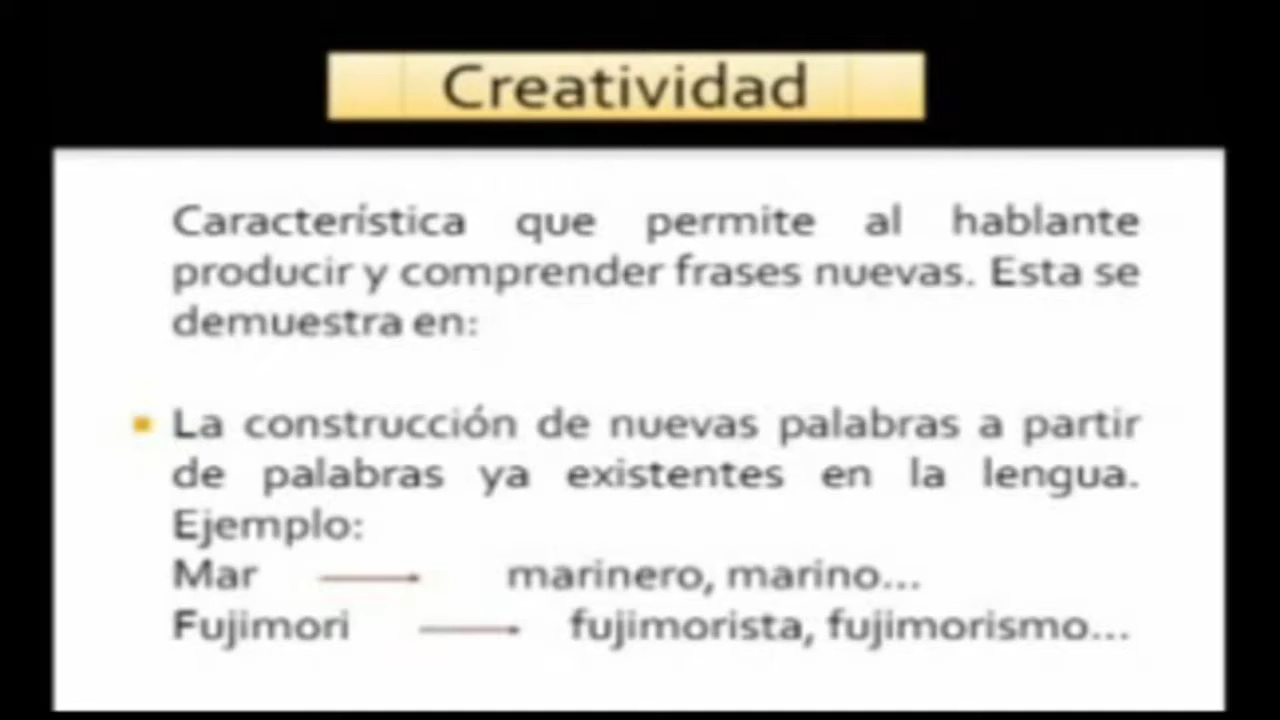 Creatividad
Característica que permite al hablante
producir y comprender frases nuevas. Esta se
demuestra en:
La construcción de nuevas palabras a partir
de palabras ya existentes en la lengua.
Ejemplo:
Mar marinero, marino...
Fujimori fujimorista, fujimorismo...